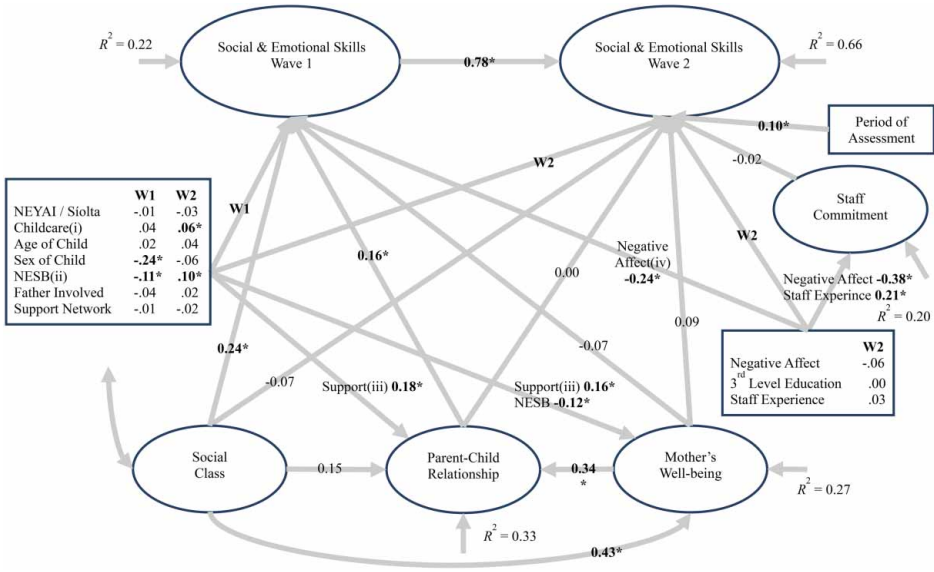 R² = 0.22
Social & Emotional Skills
Wave 1
0.78*
Social & Emotional Skills
Wave 2
R² = 0.66
Period of
Assessment
0.10*
-0.02
Staff
Commitment
W1 W2
NEYAI / Síolta -.01 -.03
Childcare(i) .04 .06*
Age of Child .02 .04
Sex of Child -.24* -.06
NESB(ii) -.11* .10*
Father Involved -.04 .02
Support Network -.01 -.02
W1
W2
0.16*
0.00
Negative
Affect(iv)
-0.24*
W2
Negative Affect -0.38*
Staff Experince 0.21*
R² = 0.20
0.24*
-0.07
0.09
-0.07
Support(iii) 0.18*
Support(iii) 0.16*
NESB -0.12*
W2
Negative Affect -.06
3rd Level Education .00
Staff Experience .03
Social
Class
0.15
Parent-Child
Relationship
0.34
*
Mother's
Well-being
R² = 0.27
R² = 0.33
0.43*